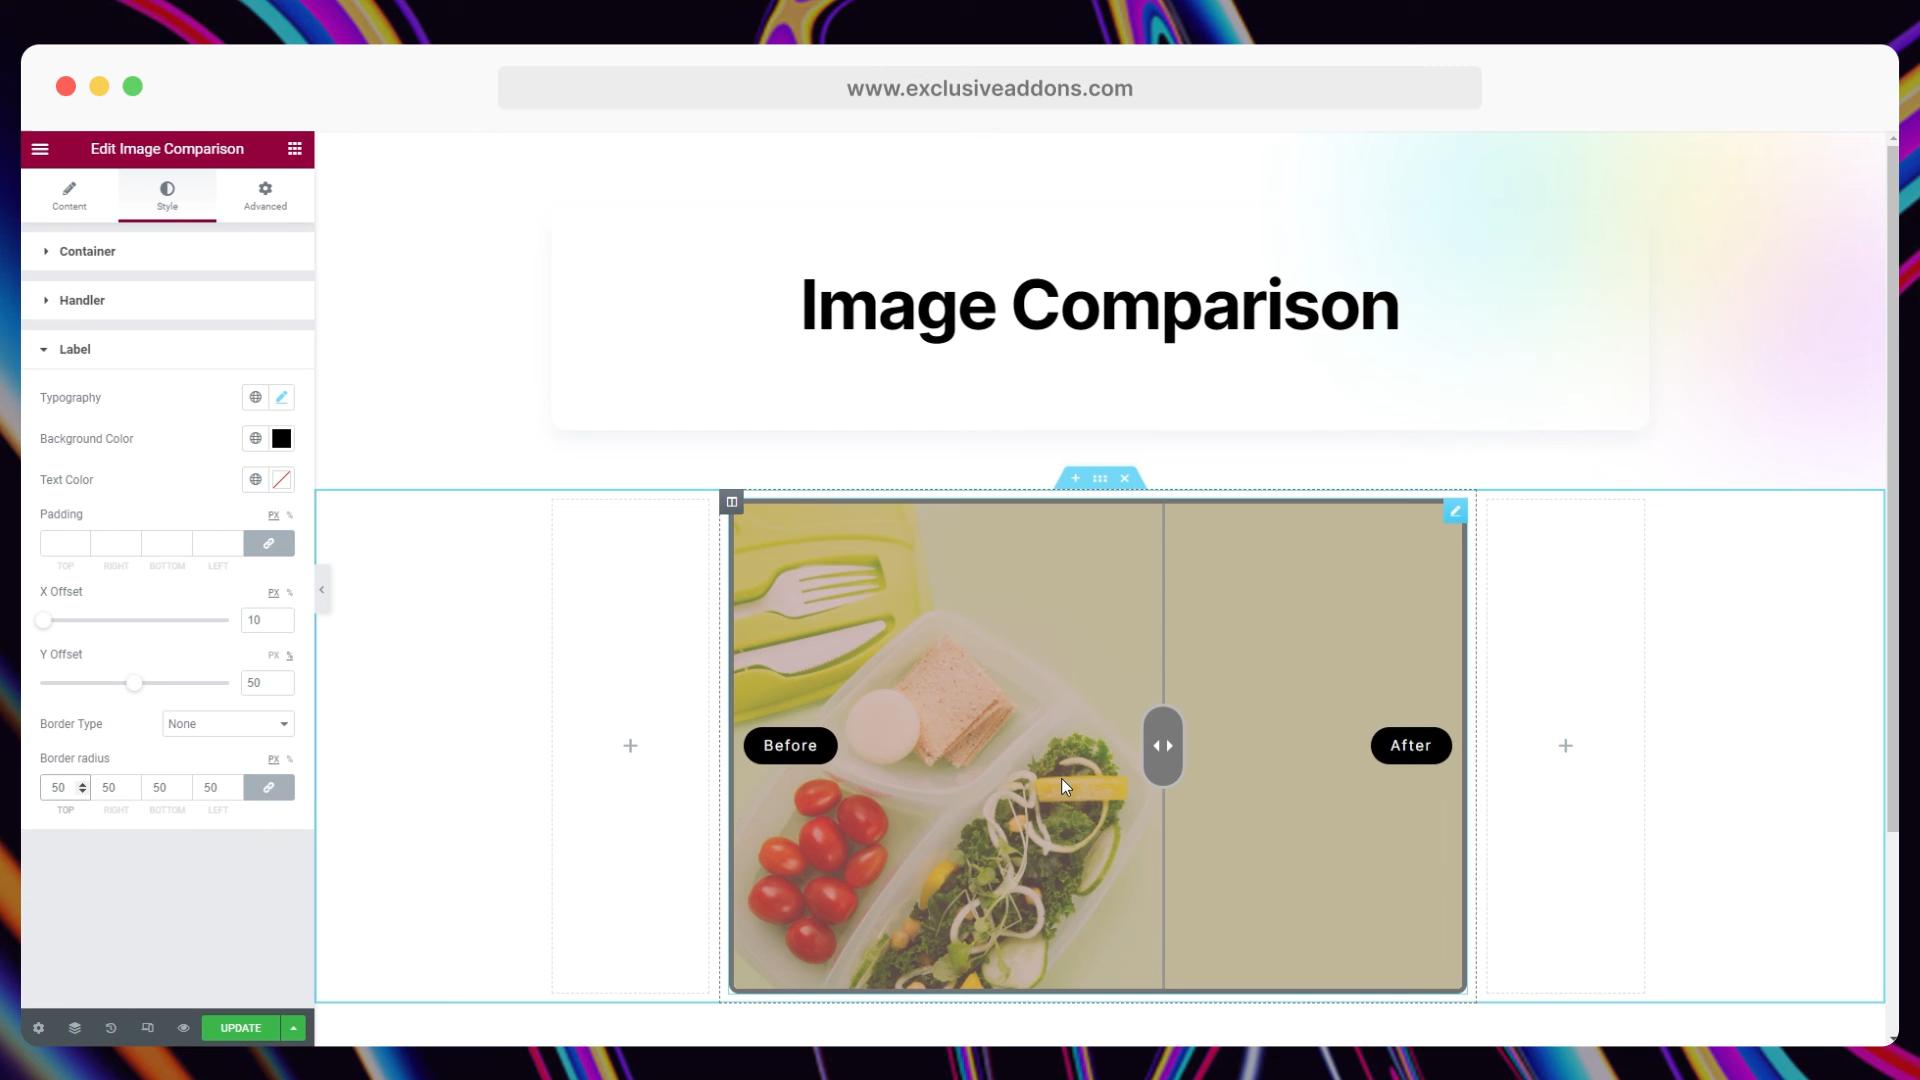 www.exclusiveaddons.com
Edit Image Comparison
Content
Style
Advanced
Container
Handler
Label
Typography
Background Color
Text Color
Padding
PX %
TOP RIGHT BOTTOM LEFT
X Offset
PX %
10
Y Offset
PX %
50
Border Type
None
Border radius
PX %
50 50 50 50
TOP RIGHT BOTTOM LEFT
UPDATE
Image Comparison
Before
After